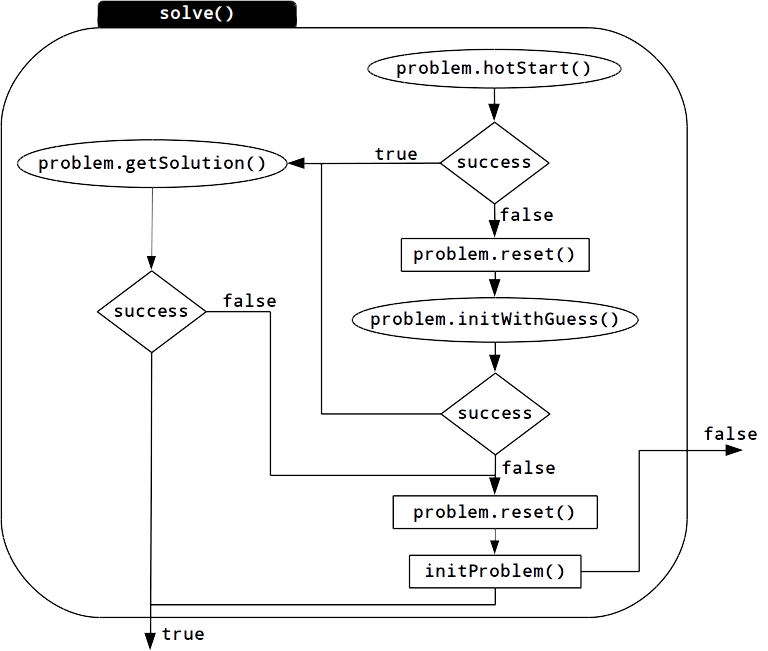 solve()
problem.hotStart()
true
success
problem.getSolution()
false
problem.reset()
false
success
problem.initWithGuess()
success
false
false
problem.reset()
initProblem()
true